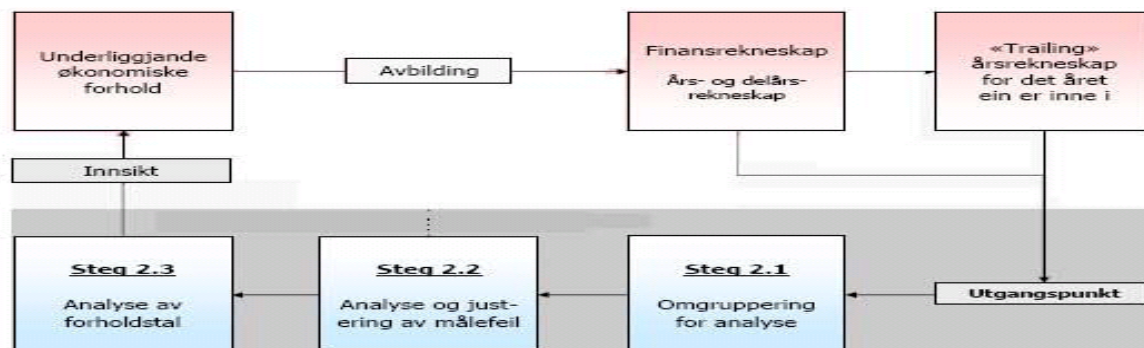 Underliggjande
økonomiske
forhold
Avbilding
Finansrekneskap
Års- og delårs-
rekneskap
«Trailing»
årsrekneskap
for det året
ein er inne i
Innsikt
Steg 2.3
Analyse av
forholdstal
Steg 2.2
Analyse og just-
ering av målefeil
Steg 2.1
Omgruppering
for analyse
Utgangspunkt